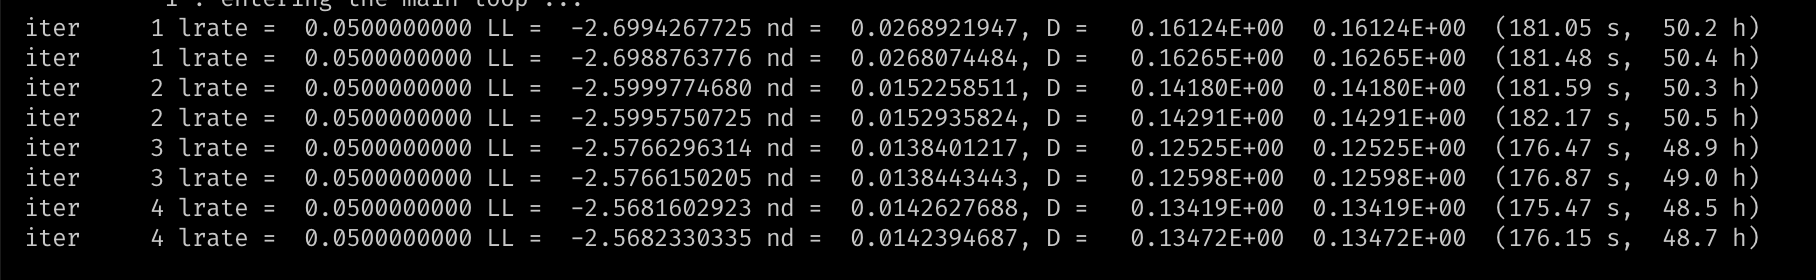 1 : entering the main loop ...
iter     1 lrate =  0.0500000000 LL =  -2.6994267725 nd =  0.0268921947, D =   0.16124E+00  0.16124E+00  (181.05 s,  50.2 h)
iter     1 lrate =  0.0500000000 LL =  -2.6988763776 nd =  0.0268074484, D =   0.16265E+00  0.16265E+00  (181.48 s,  50.4 h)
iter     2 lrate =  0.0500000000 LL =  -2.5999774680 nd =  0.0152258511, D =   0.14180E+00  0.14180E+00  (181.59 s,  50.3 h)
iter     2 lrate =  0.0500000000 LL =  -2.5995750725 nd =  0.0152935824, D =   0.14291E+00  0.14291E+00  (182.17 s,  50.5 h)
iter     3 lrate =  0.0500000000 LL =  -2.5766296314 nd =  0.0138401217, D =   0.12525E+00  0.12525E+00  (176.47 s,  48.9 h)
iter     3 lrate =  0.0500000000 LL =  -2.5766150205 nd =  0.0138443443, D =   0.12598E+00  0.12598E+00  (176.87 s,  49.0 h)
iter     4 lrate =  0.0500000000 LL =  -2.5681602923 nd =  0.0142627688, D =   0.13419E+00  0.13419E+00  (175.47 s,  48.5 h)
iter     4 lrate =  0.0500000000 LL =  -2.5682330335 nd =  0.0142394687, D =   0.13472E+00  0.13472E+00  (176.15 s,  48.7 h)